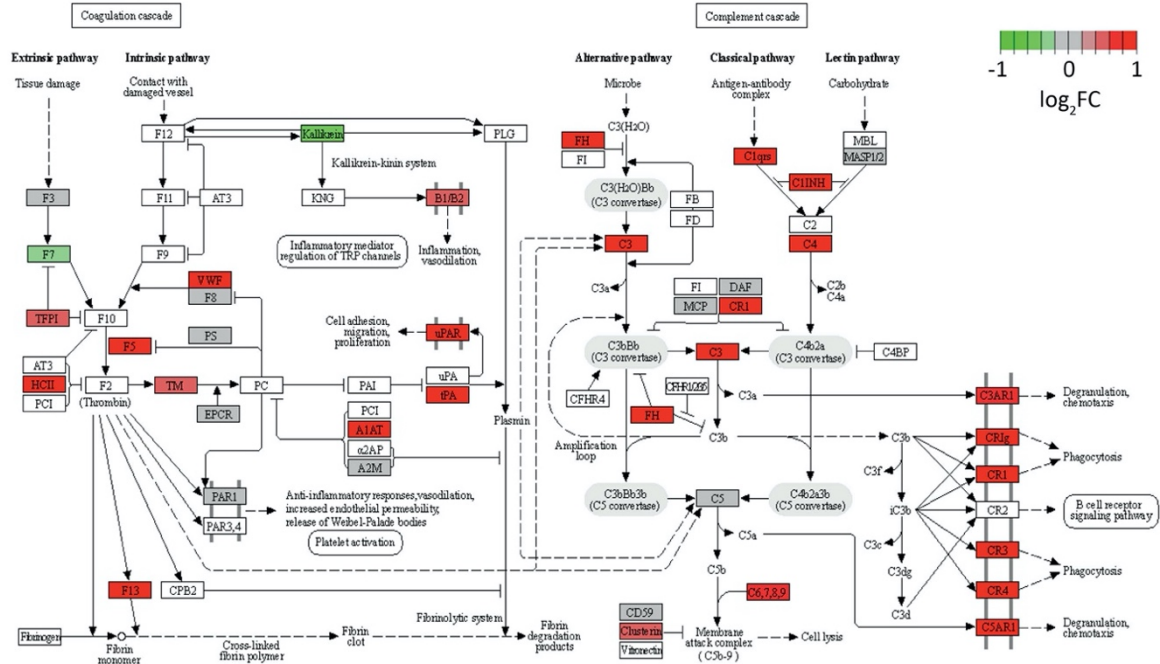 Coagulation cascade
Complement cascade
-1 0 1
log2FC
Extrinsic pathway
Intrinsic pathway
Alternative pathway
Classical pathway
Lectin pathway
Tissue damage
Contact with
damaged vessel
Microbe
Antigen-antibody
complex
Carbohydrate
F12
Kallikrein
PLG
C3(H2O)
FH
FI
C1qrs
MBL
MASP1/2
Kallikrein-kinin system
C1INH
F3
F11
AT3
KNG
B1/B2
C3(H2O)Bb
(C3 convertase)
FB
FD
C2
C4
F7
F9
Inflammatory mediator
regulation of TRP channels
Inflammation,
vasodilation
C3
VWF
F8
C3a
FI
DAF
MCP
CR1
C2b
C4a
TFPI
F10
PS
F5
Cell adhesion,
migration,
proliferation
uPAR
C3bBb
(C3 convertase)
C3
C4b2a
(C3 convertase)
C4BP
AT3
HCII
PCI
F2
(Thrombin)
TM
PC
PAI
uPA
tPA
EPCR
CFHR4
FH
C3a
C3AR1
Degranulation,
chemotaxis
PCI
A1AT
α2AP
A2M
Plasmin
Amplification
loop
C3b
C3b
CRIg
Phagocytosis
C3f
CR1
PAR1
PAR3,4
Anti-inflammatory responses,vasodilation,
increased endothelial permeability,
release of Weibel-Palade bodies
Platelet activation
C3bBb3b
(C5 convertase)
C5
C4b2a3b
(C5 convertase)
iC3b
CR2
B cell receptor
signaling pathway
C5a
C3c
CR3
C5b
C3dg
Phagocytosis
F13
CPB2
C6,7,8,9
CR4
C3d
Fibrinolytic system
CD59
Clusterin
Vitronectin
Membrane
attack complex
(C5b-9)
Cell lysis
C5AR1
Degranulation,
chemotaxis
Fibrinogen
Fibrin
monomer
Cross-linked
fibrin polymer
Fibrin
clot
Fibrin
degradation
products